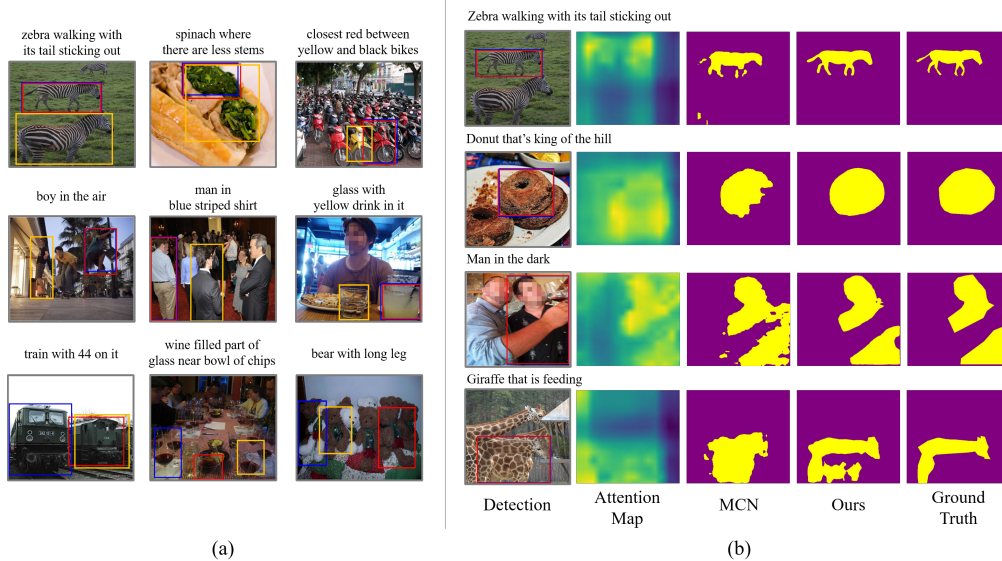 zebra walking with
its tail sticking out
spinach where
there are less stems
closest red between
yellow and black bikes
boy in the air
man in
blue striped shirt
glass with
yellow drink in it
train with 44 on it
wine filled part of
glass near bowl of chips
bear with long leg
(a)
Zebra walking with its tail sticking out
Donut that's king of the hill
Man in the dark
Giraffe that is feeding
Detection
Attention
Map
MCN
Ours
Ground
Truth
(b)